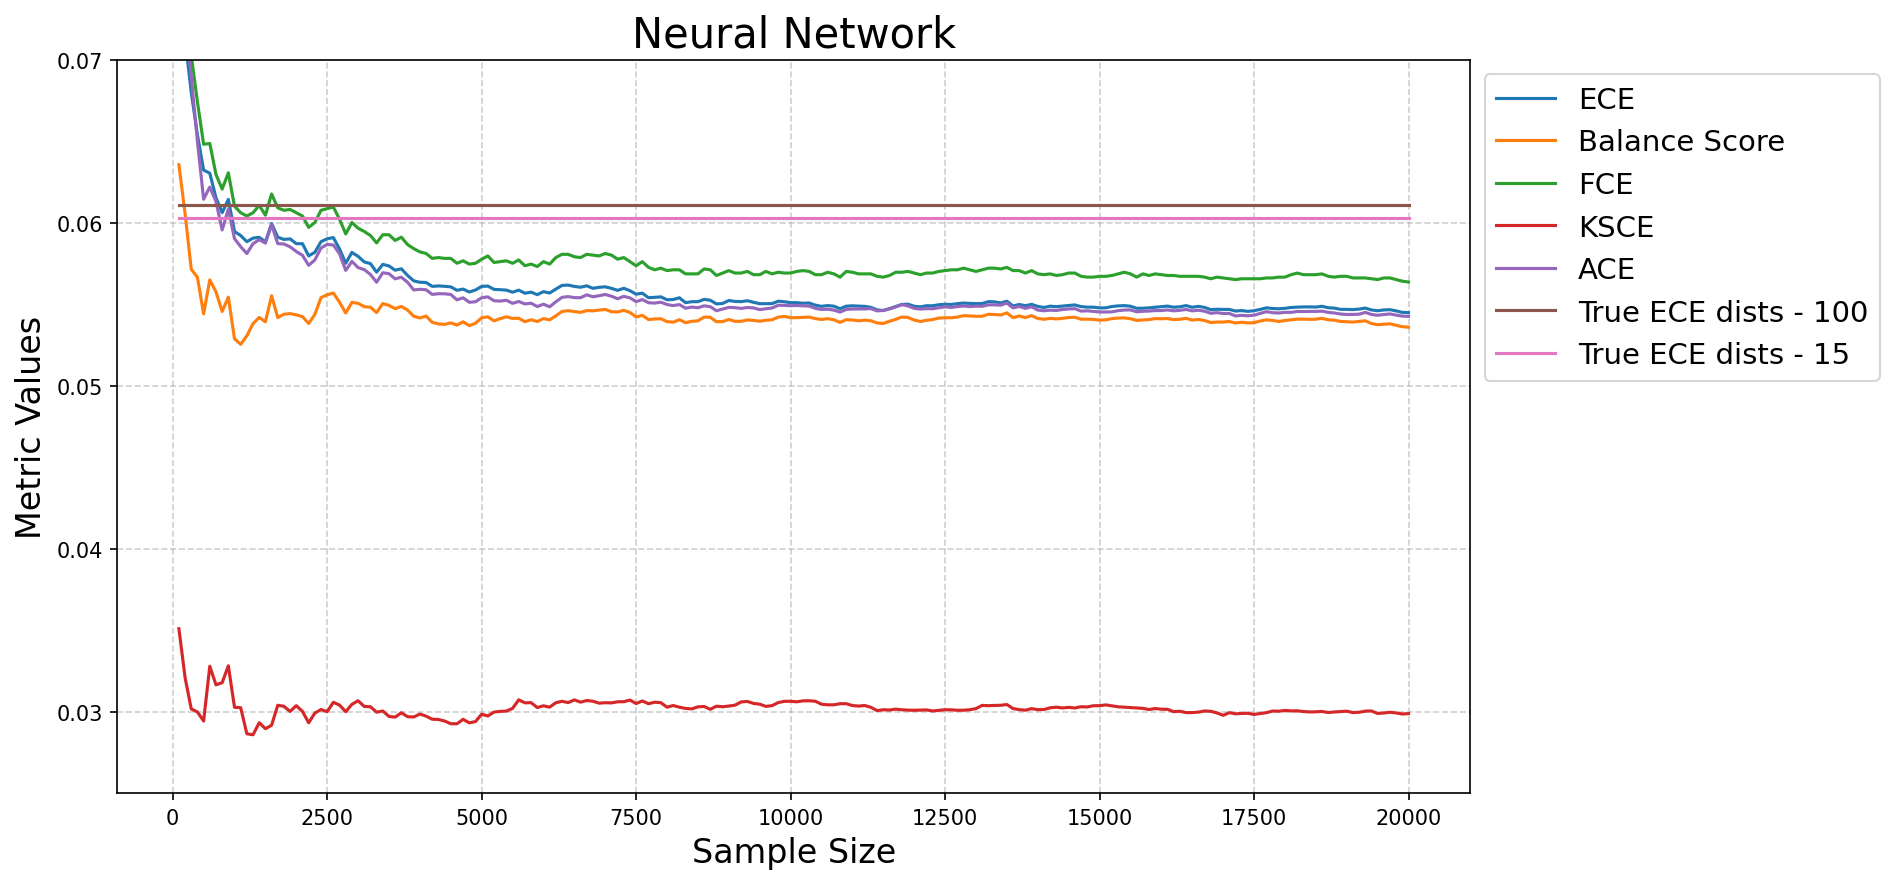 Neural Network
Metric Values
0.07
0.06
0.05
0.04
0.03
0
2500
5000
7500
10000
12500
15000
17500
20000
Sample Size
ECE
Balance Score
FCE
KSCE
ACE
True ECE dists - 100
True ECE dists - 15